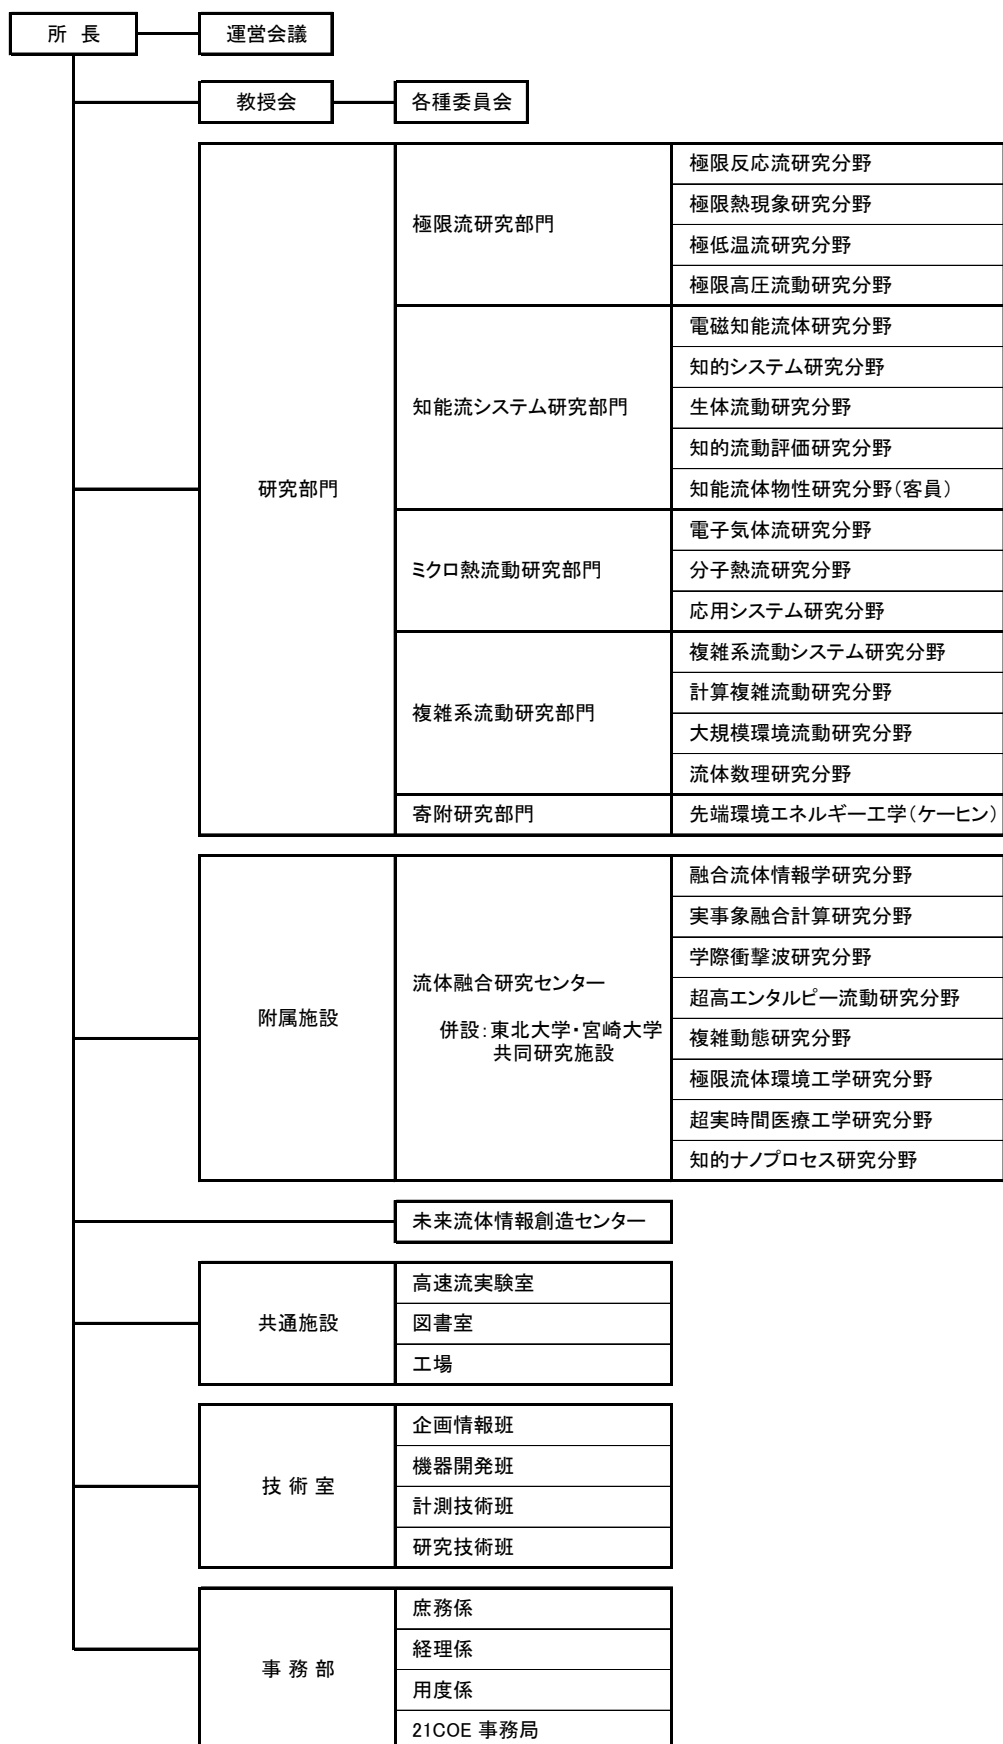 所 長
運営会議
教授会
各種委員会
研究部門
極限流研究部門
極限反応流研究分野
極限熱現象研究分野
極低温流研究分野
極限高圧流動研究分野
知能流システム研究部門
電磁知能流体研究分野
知的システム研究分野
生体流動研究分野
知的流動評価研究分野
知能流体物性研究分野(客員)
ミクロ熱流動研究部門
電子気体流研究分野
分子熱流研究分野
応用システム研究分野
複雑系流動研究部門
複雑系流動システム研究分野
計算複雑流動研究分野
大規模環境流動研究分野
流体数理研究分野
寄附研究部門
先端環境エネルギー工学(ケーヒン)
附属施設
流体融合研究センター
併設:東北大学・宮崎大学
共同研究施設
融合流体情報学研究分野
実事象融合計算研究分野
学際衝撃波研究分野
超高エンタルピー流動研究分野
複雑動態研究分野
極限流体環境工学研究分野
超実時間医療工学研究分野
知的ナノプロセス研究分野
未来流体情報創造センター
共通施設
高速流実験室
図書室
工場
技 術 室
企画情報班
機器開発班
計測技術班
研究技術班
事 務 部
庶務係
経理係
用度係
21COE 事務局